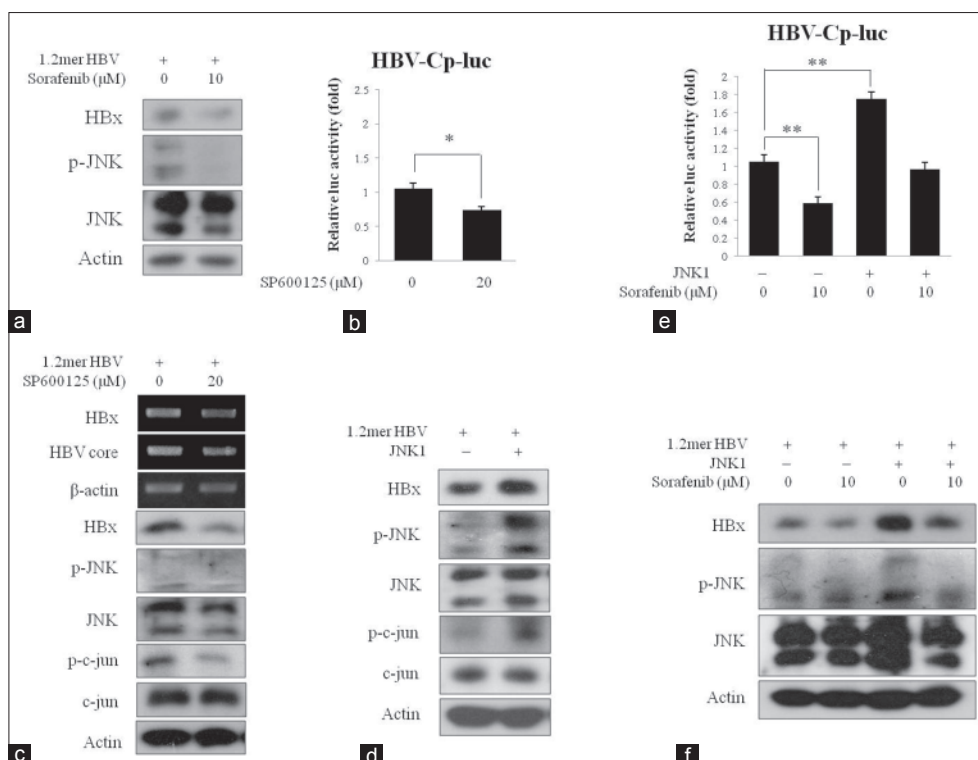 1.2mer HBV + +
Sorafenib (µM) 0 10
HBx
p-JNK
JNK
Actin
a
HBV-Cp-luc
Relative luc activity (fold)
2.5
2
1.5
1
0.5
0
*
SP600125 (µM) 0 20
b
HBV-Cp-luc
Relative luc activity (fold)
2
1.8
1.6
1.4
1.2
1
0.8
0.6
0.4
0.2
0
**
**
JNK1 – – + +
Sorafenib (µM) 0 10 0 10
e
1.2mer HBV + +
SP600125 (µM) 0 20
HBx
HBV core
β-actin
HBx
p-JNK
JNK
p-c-jun
c-jun
Actin
c
1.2mer HBV + +
JNK1 – +
HBx
p-JNK
JNK
p-c-jun
c-jun
Actin
d
1.2mer HBV + + + +
JNK1 – – + +
Sorafenib (µM) 0 10 0 10
HBx
p-JNK
JNK
Actin
f